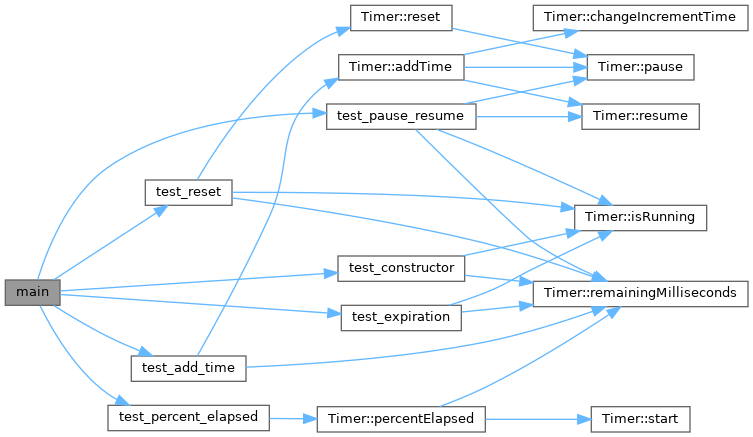 Timer::reset
Timer::changeIncrementTime
Timer::addTime
Timer::pause
test_pause_resume
Timer::resume
test_reset
Timer::isRunning
test_constructor
main
Timer::remainingMilliseconds
test_expiration
test_add_time
test_percent_elapsed
Timer::percentElapsed
Timer::start